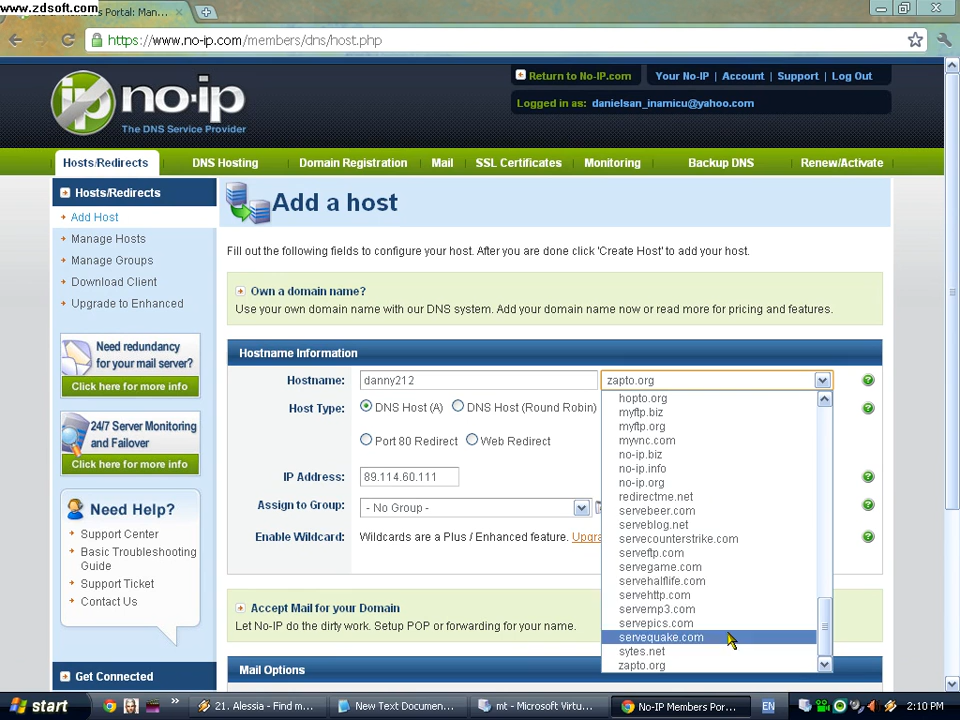 www.zdsoft.com
No-IP Members Portal: Man...
https://www.no-ip.com/members/dns/host.php
Return to No-IP.com
Your No-IP | Account | Support | Log Out
no-ip
The DNS Service Provider
Logged in as: danielsan_inamicu@yahoo.com
Hosts/Redirects
DNS Hosting
Domain Registration
Mail
SSL Certificates
Monitoring
Backup DNS
Renew/Activate
Hosts/Redirects
Add Host
Manage Hosts
Manage Groups
Download Client
Upgrade to Enhanced
Need redundancy
for your mail server?
Click here for more info
24/7 Server Monitoring
and Failover
Click here for more info
Need Help?
Support Center
Basic Troubleshooting
Guide
Support Ticket
Contact Us
Get Connected
Add a host
Fill out the following fields to configure your host. After you are done click 'Create Host' to add your host.
Own a domain name?
Use your own domain name with our DNS system. Add your domain name now or read more for pricing and features.
Hostname Information
Hostname: danny212 zapto.org
Host Type: DNS Host (A) DNS Host (Round Robin)
Port 80 Redirect Web Redirect
IP Address: 89.114.60.111
Assign to Group: - No Group -
Enable Wildcard: Wildcards are a Plus / Enhanced feature. Upgra
hopto.org
myftp.biz
myftp.org
myvnc.com
no-ip.biz
no-ip.info
no-ip.org
redirectme.net
servebeer.com
serveblog.net
servecounterstrike.com
serveftp.com
servegame.com
servehalflife.com
servehttp.com
servemp3.com
servepics.com
servequake.com
sytes.net
zapto.org
Accept Mail for your Domain
Let No-IP do the dirty work. Setup POP or forwarding for your name.
Mail Options
start
21. Alessia - Find m...
New Text Documen...
mt - Microsoft Virtu...
No-IP Members Por...
EN
2:10 PM